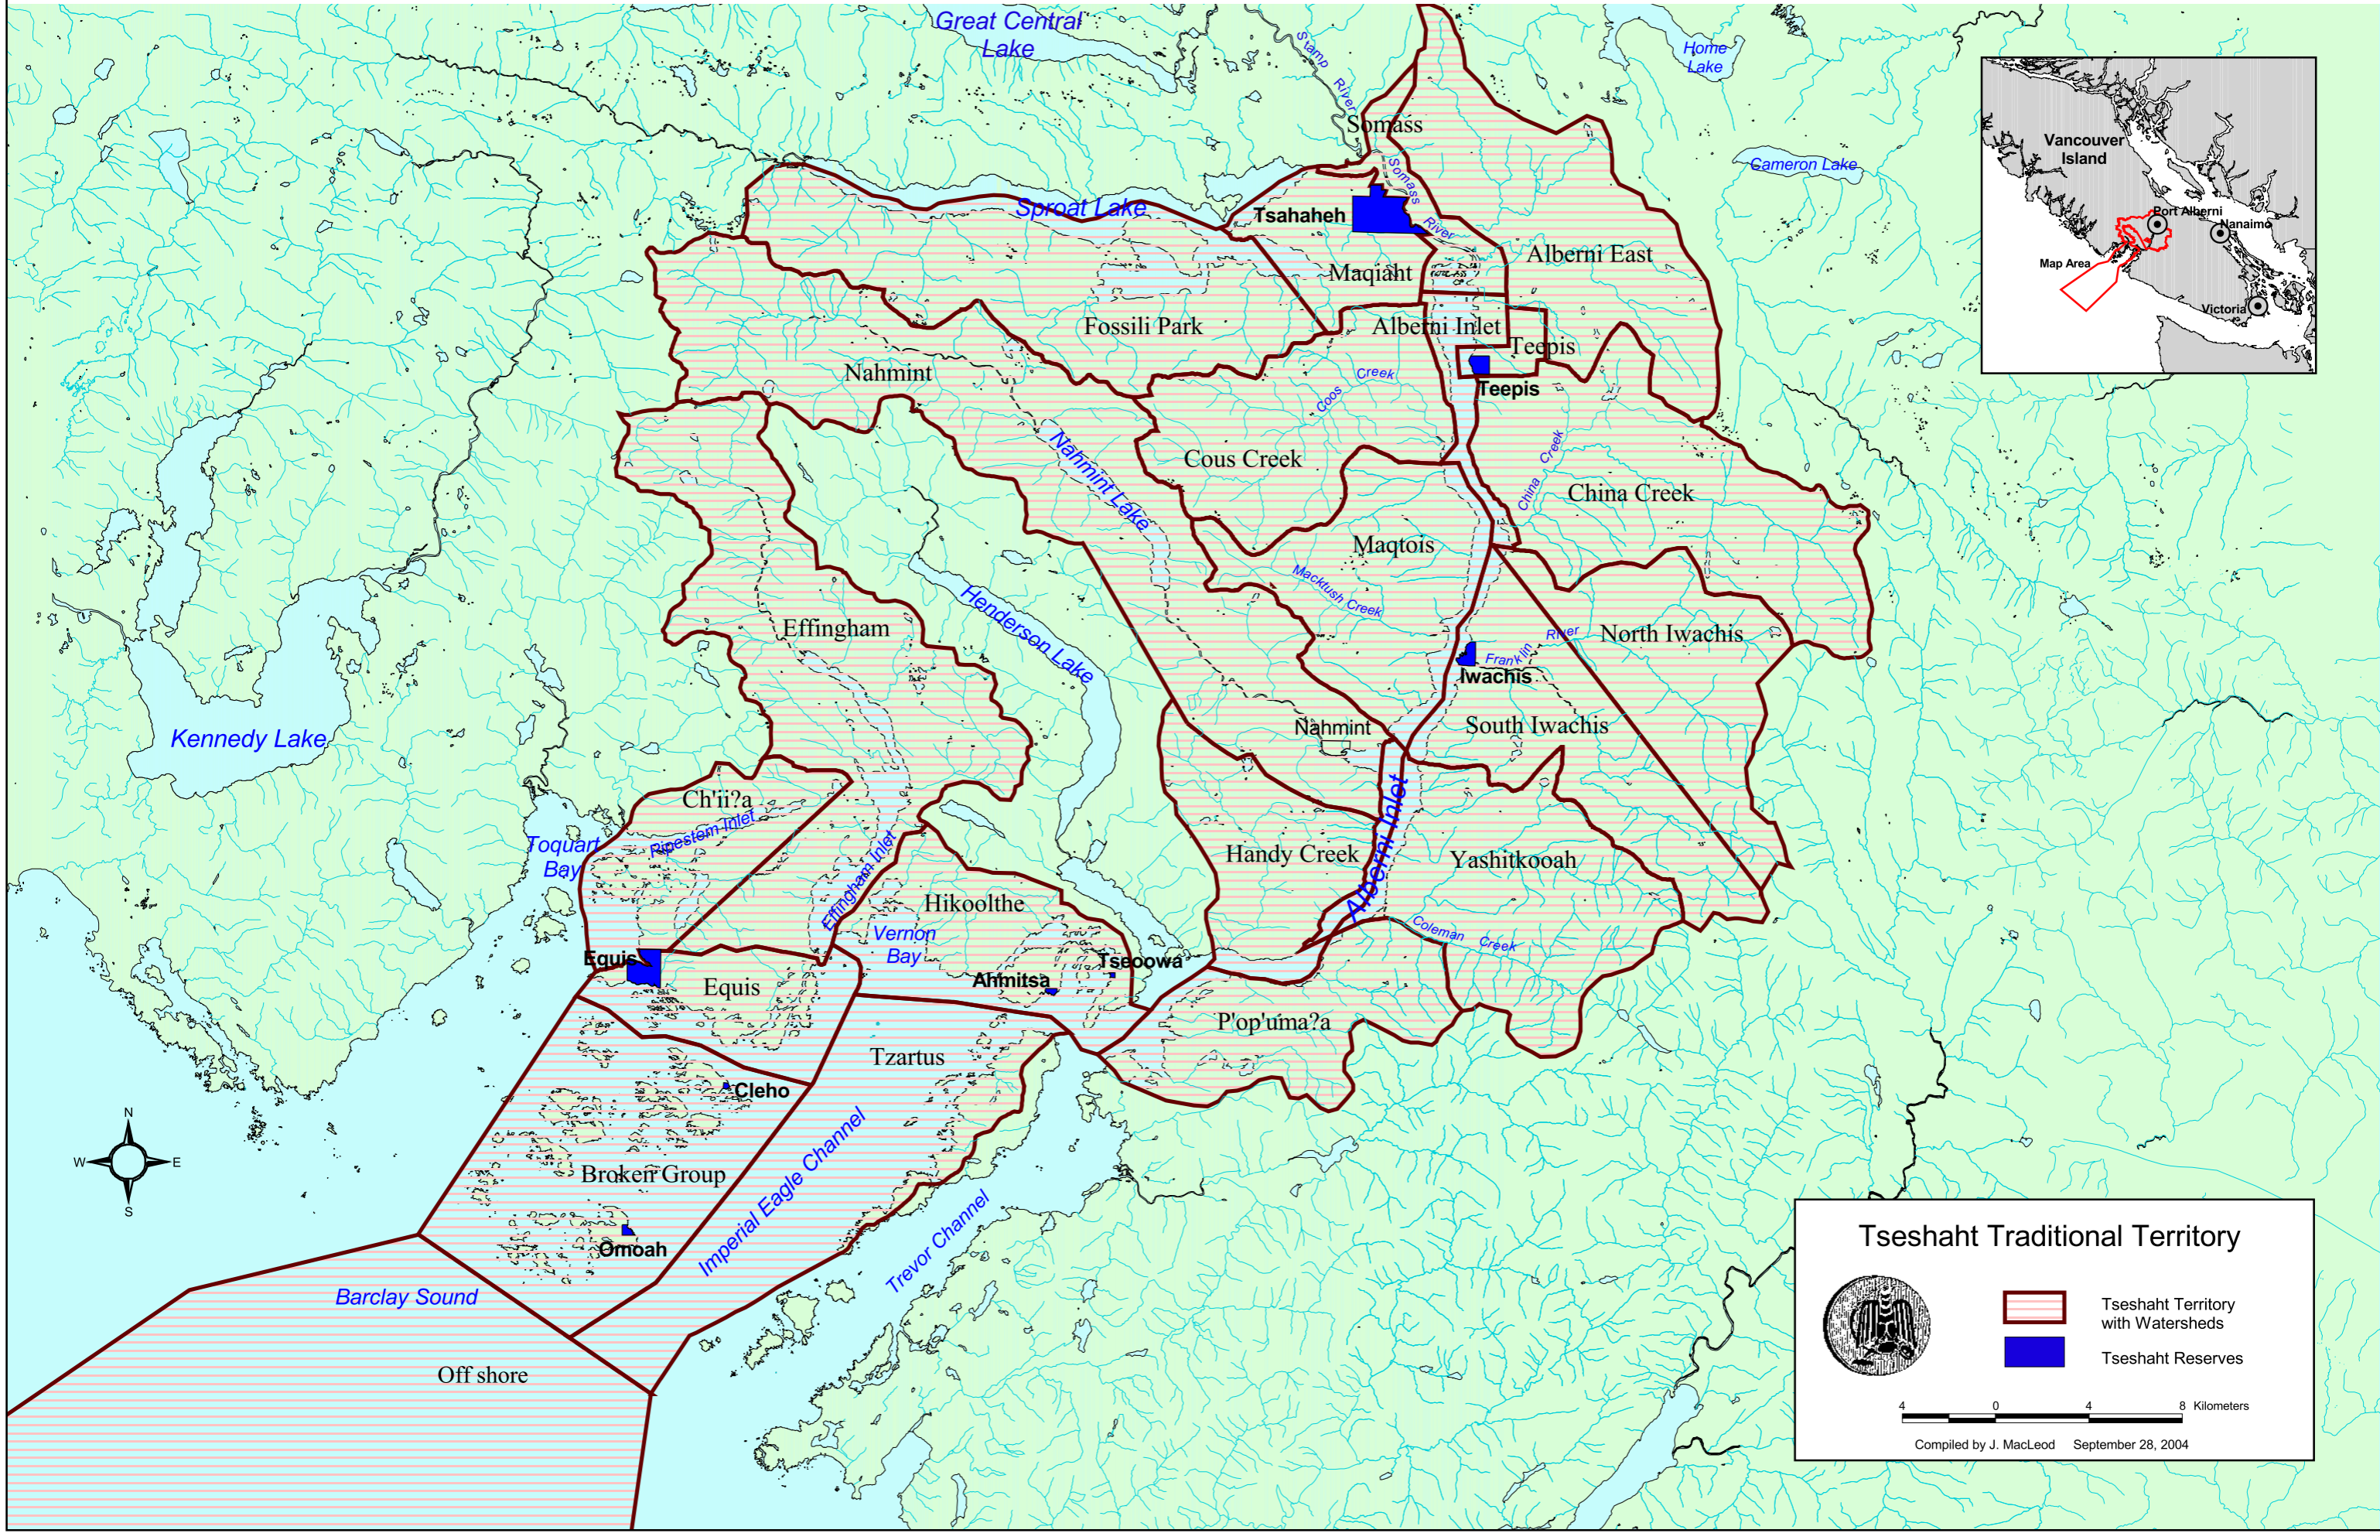 Great Central
Lake
Stamp River
Home
Lake
Somass
Cameron Lake
Vancouver
Island
Port Alberni
Nanaimo
Map Area
Victoria
Sproat Lake
Tsahaheh
Somass River
Alberni East
Maqiaht
Fossili Park
Alberni Inlet
Teepis
Teepis
Nahmint
Coos Creek
Cous Creek
Nahmint Lake
China Creek
China Creek
Maqtois
Macktush Creek
Henderson Lake
Effingham
North Iwachis
Franklin River
Iwachis
Kennedy Lake
Nahmint
South Iwachis
Ch'ii?a
Pipestem Inlet
Toquart
Bay
Effingham Inlet
Alberni Inlet
Handy Creek
Yashitkooah
Hikoolthe
Vernon
Bay
Coleman Creek
Equis
Equis
Ahmitsa
Tseoowa
P'op'uma?a
Tzartus
Cleho
N
W
E
S
Broken Group
Imperial Eagle Channel
Trevor Channel
Omoah
Barclay Sound
Off shore
Tseshaht Traditional Territory
Tseshaht Territory
with Watersheds
Tseshaht Reserves
4 0 4 8 Kilometers
Compiled by J. MacLeod September 28, 2004